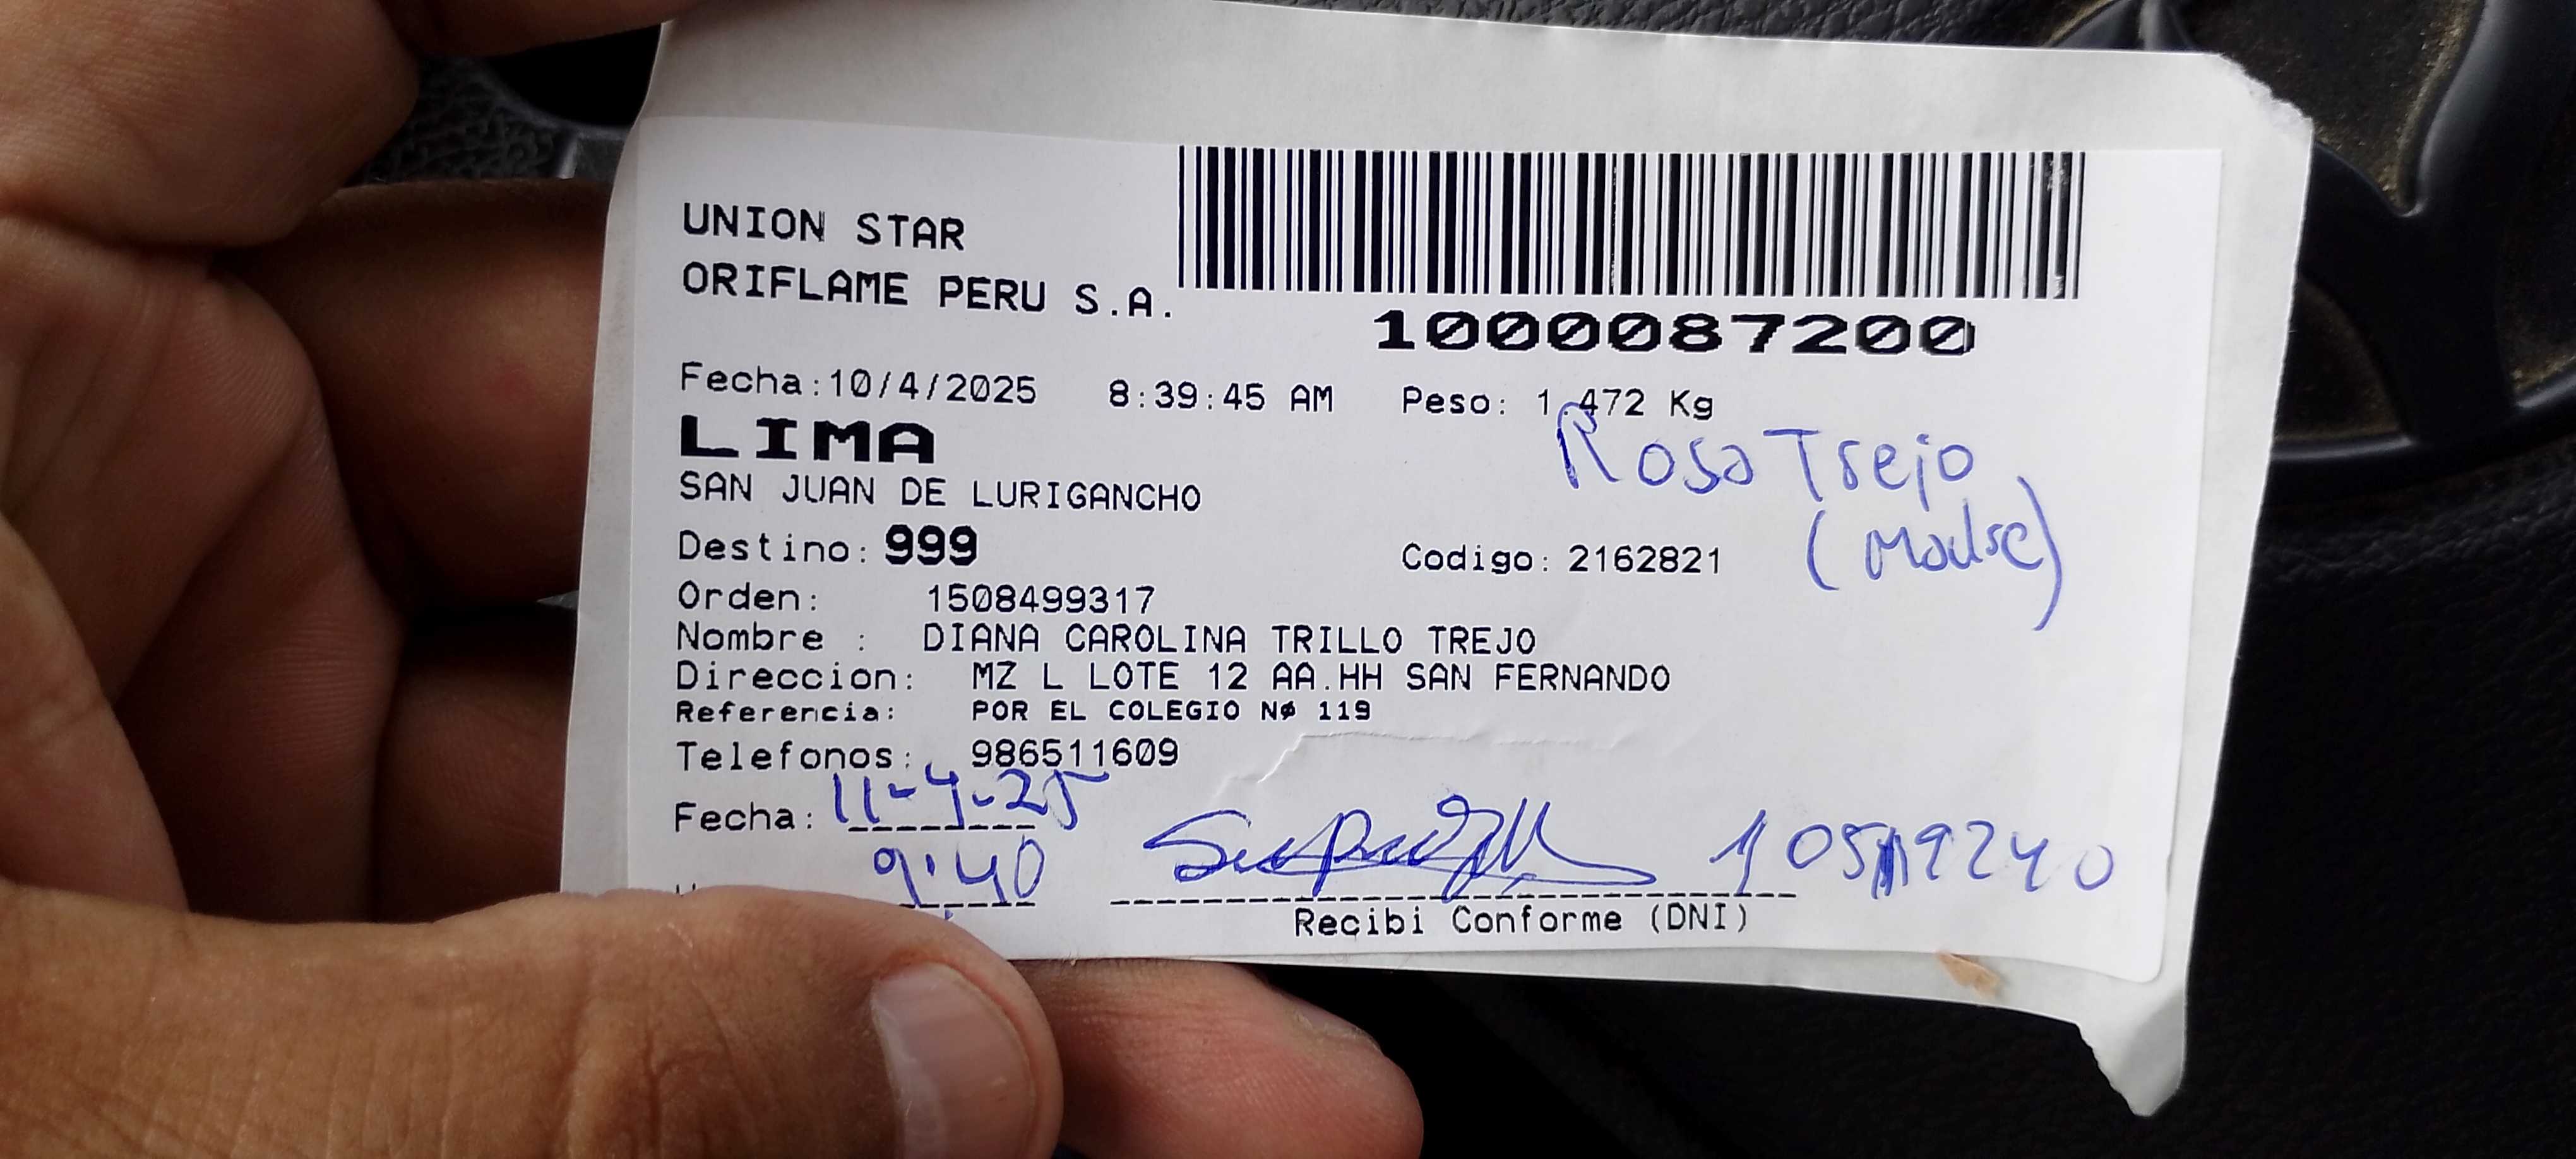 UNION STAR
ORIFLAME PERU S.A.
1000087200
Fecha:10/4/2025 8:39:45 AM Peso: 1.472 Kg
LIMA
Rosa Trejo
SAN JUAN DE LURIGANCHO
Destino: 999 Codigo: 2162821
Orden: 1508499317
Nombre : DIANA CAROLINA TRILLO TREJO
Direccion: MZ L LOTE 12 AA.HH SAN FERNANDO
Referencia: POR EL COLEGIO Nø 119
Telefonos: 986511609
Fecha: 11-4-25
9:40
Recibi Conforme (DNI)